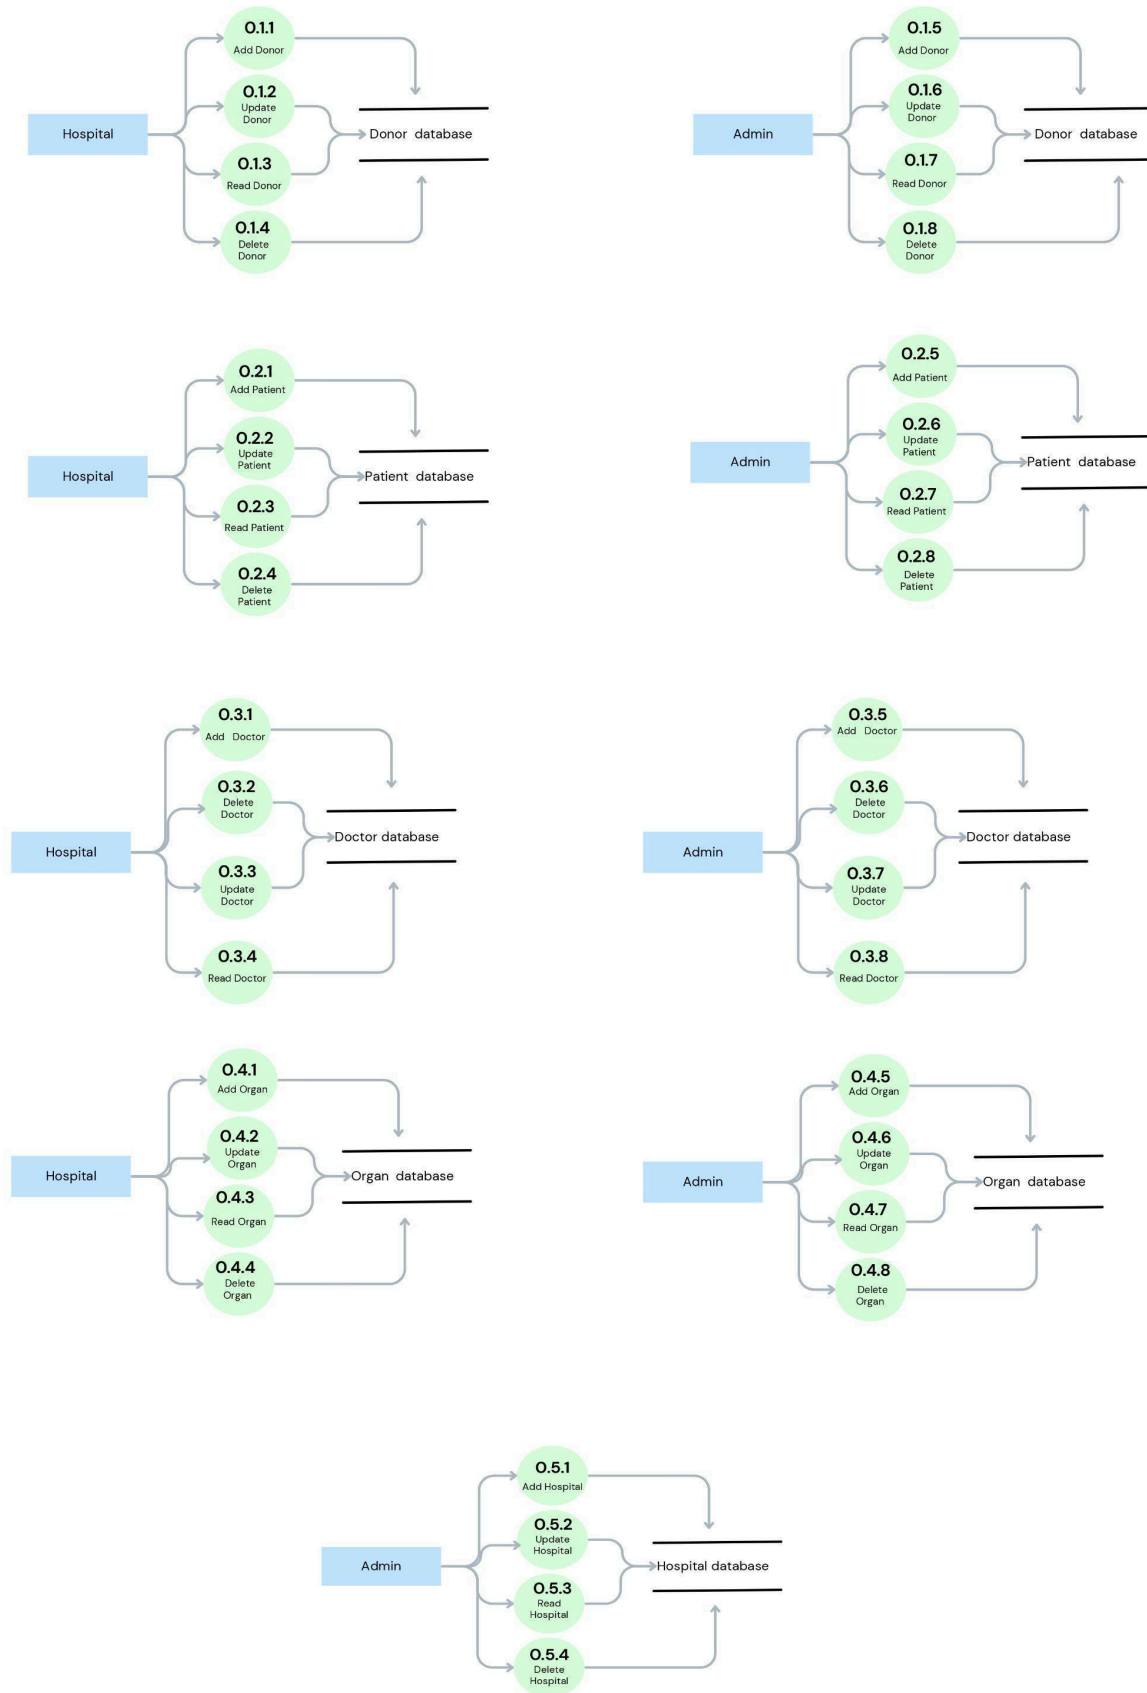 0.1.1
Add Donor
0.1.2
Update
Donor
Hospital
Donor database
0.1.3
Read Donor
0.1.4
Delete
Donor
0.1.5
Add Donor
0.1.6
Update
Donor
Admin
Donor database
0.1.7
Read Donor
0.1.8
Delete
Donor
0.2.1
Add Patient
0.2.2
Update
Patient
Hospital
Patient database
0.2.3
Read Patient
0.2.4
Delete
Patient
0.2.5
Add Patient
0.2.6
Update
Patient
Admin
Patient database
0.2.7
Read Patient
0.2.8
Delete
Patient
0.3.1
Add Doctor
0.3.2
Delete
Doctor
Hospital
Doctor database
0.3.3
Update
Doctor
0.3.4
Read Doctor
0.3.5
Add Doctor
0.3.6
Delete
Doctor
Admin
Doctor database
0.3.7
Update
Doctor
0.3.8
Read Doctor
0.4.1
Add Organ
0.4.2
Update
Organ
Hospital
Organ database
0.4.3
Read Organ
0.4.4
Delete
Organ
0.4.5
Add Organ
0.4.6
Update
Organ
Admin
Organ database
0.4.7
Read Organ
0.4.8
Delete
Organ
0.5.1
Add Hospital
0.5.2
Update
Hospital
Admin
Hospital database
0.5.3
Read
Hospital
0.5.4
Delete
Hospital